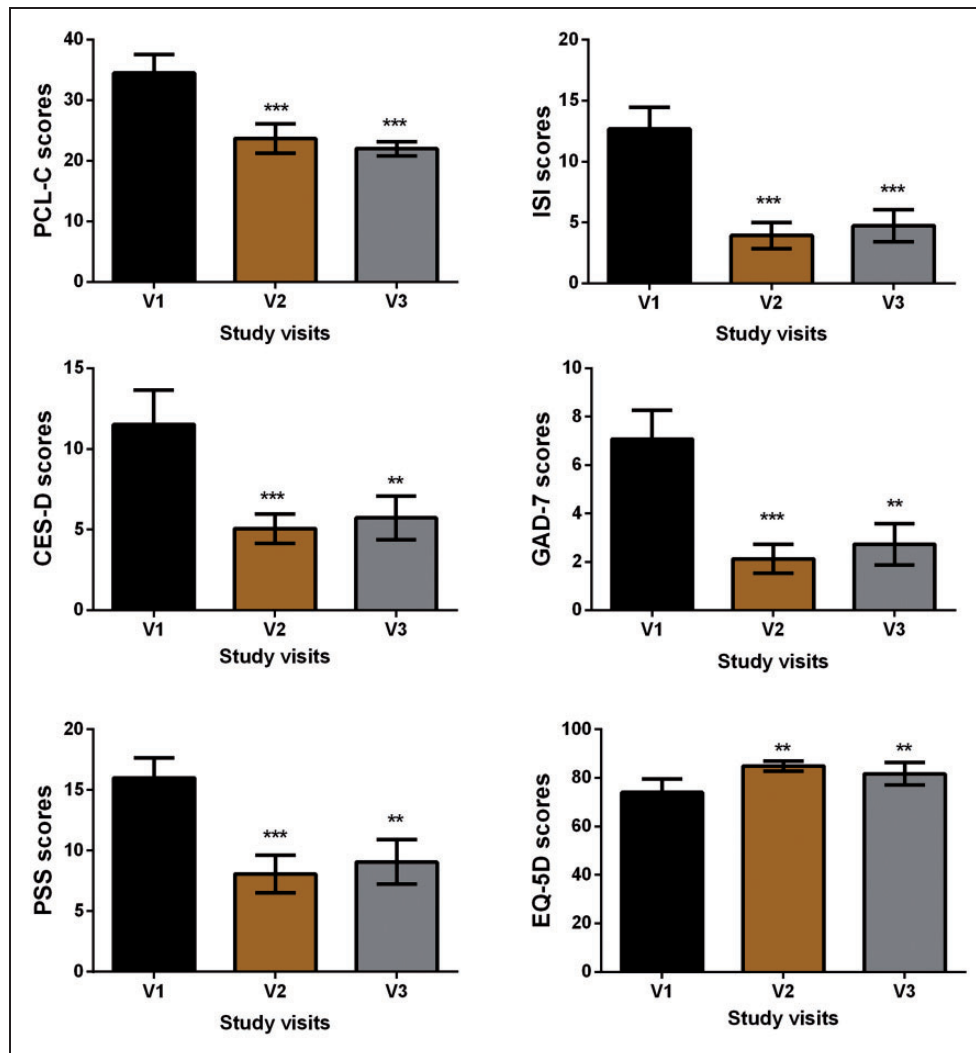 PCL-C scores
40
30
20
10
0
***
***
V1
V2
V3
Study visits
ISI scores
20
15
10
5
0
***
***
V1
V2
V3
Study visits
CES-D scores
15
10
5
0
***
**
V1
V2
V3
Study visits
GAD-7 scores
8
6
4
2
0
***
**
V1
V2
V3
Study visits
PSS scores
20
15
10
5
0
***
**
V1
V2
V3
Study visits
EQ-5D scores
100
80
60
40
20
0
**
**
V1
V2
V3
Study visits